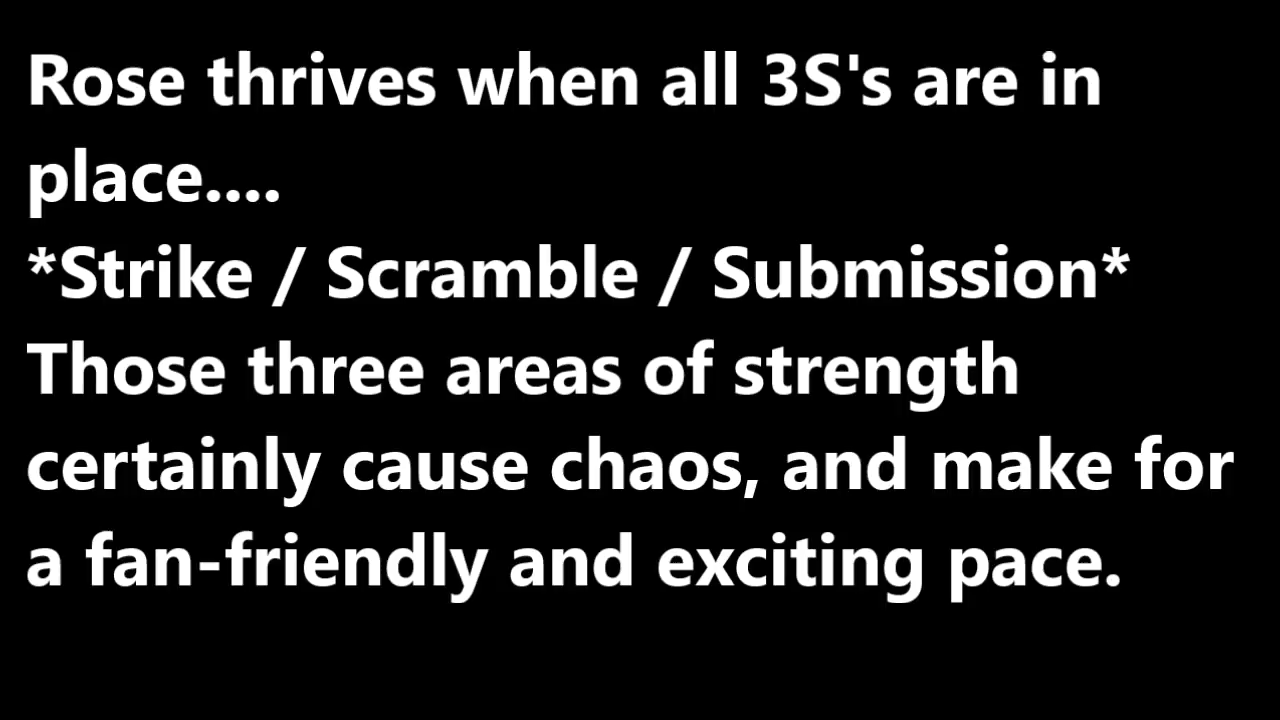 Rose thrives when all 3S's are in
place....
*Strike / Scramble / Submission*
Those three areas of strength
certainly cause chaos, and make for
a fan-friendly and exciting pace.